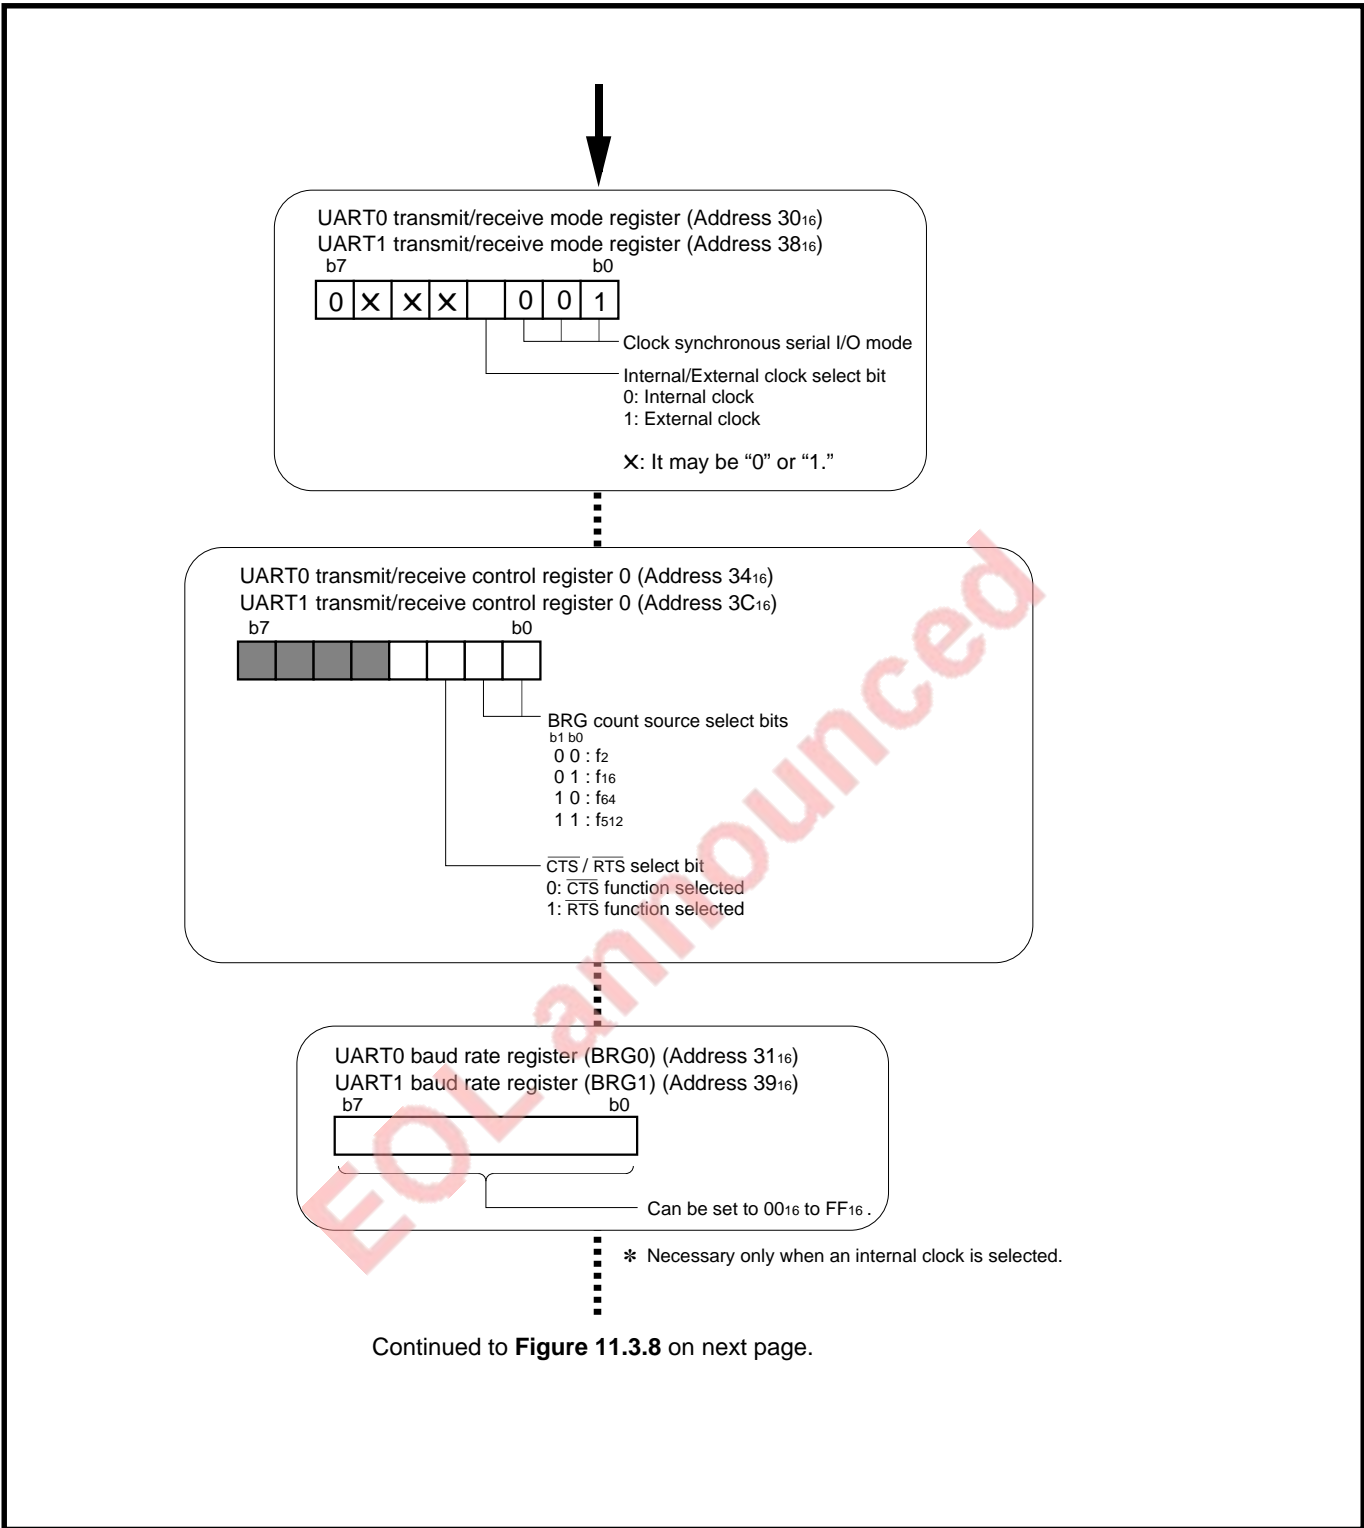 UART0 transmit/receive mode register (Address 3016)
UART1 transmit/receive mode register (Address 3816)
b7 b0
0 ✕ ✕ ✕ 0 0 1
Clock synchronous serial I/O mode
Internal/External clock select bit
0: Internal clock
1: External clock
✕: It may be “0” or “1.”
UART0 transmit/receive control register 0 (Address 3416)
UART1 transmit/receive control register 0 (Address 3C16)
b7 b0
BRG count source select bits
b1 b0
0 0 : f2
0 1 : f16
1 0 : f64
1 1 : f512
CTS / RTS select bit
0: CTS function selected
1: RTS function selected
UART0 baud rate register (BRG0) (Address 3116)
UART1 baud rate register (BRG1) (Address 3916)
b7 b0
Can be set to 0016 to FF16 .
✻ Necessary only when an internal clock is selected.
Continued to Figure 11.3.8 on next page.
EOL announced